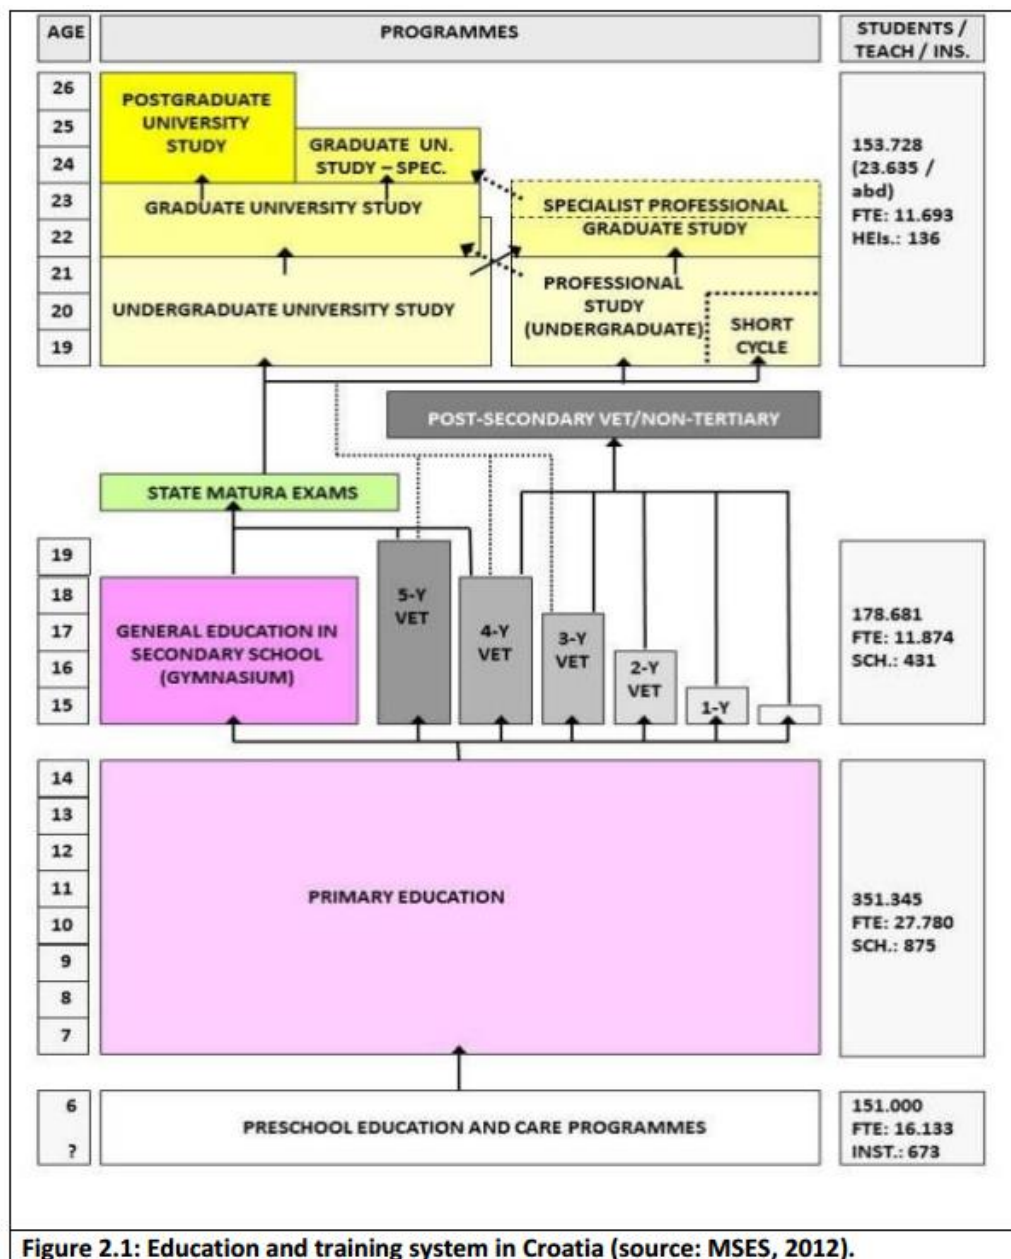 AGE
PROGRAMMES
STUDENTS /
TEACH / INS.
26
25
24
23
22
21
20
19
POSTGRADUATE
UNIVERSITY
STUDY
GRADUATE UN.
STUDY – SPEC.
GRADUATE UNIVERSITY STUDY
SPECIALIST PROFESSIONAL
GRADUATE STUDY
UNDERGRADUATE UNIVERSITY STUDY
PROFESSIONAL
STUDY
(UNDERGRADUATE)
SHORT
CYCLE
153.728
(23.635 /
abd)
FTE: 11.693
HEIs.: 136
POST-SECONDARY VET/NON-TERTIARY
STATE MATURA EXAMS
19
18
17
16
15
GENERAL EDUCATION IN
SECONDARY SCHOOL
(GYMNASIUM)
5-Y
VET
4-Y
VET
3-Y
VET
2-Y
VET
1-Y
178.681
FTE: 11.874
SCH.: 431
14
13
12
11
10
9
8
7
PRIMARY EDUCATION
351.345
FTE: 27.780
SCH.: 875
6
?
PRESCHOOL EDUCATION AND CARE PROGRAMMES
151.000
FTE: 16.133
INST.: 673
Figure 2.1: Education and training system in Croatia (source: MSES, 2012).